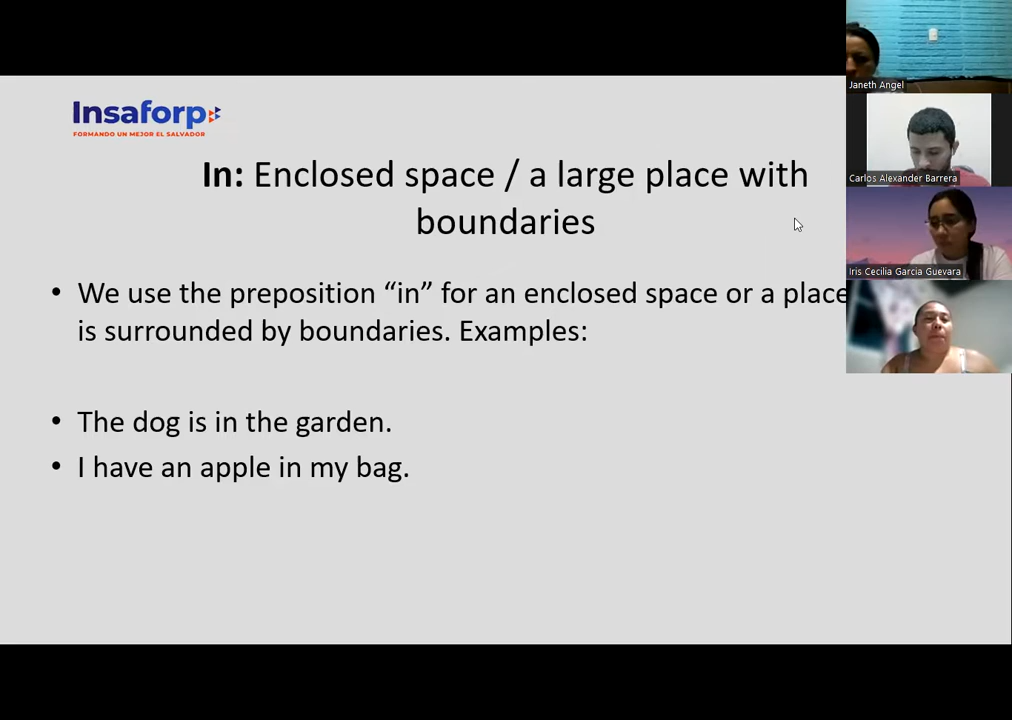 Insaforp
FORMANDO UN MEJOR EL SALVADOR
In: Enclosed space / a large place with
boundaries
• We use the preposition “in” for an enclosed space or a place
is surrounded by boundaries. Examples:
• The dog is in the garden.
• I have an apple in my bag.
Janeth Angel
Carlos Alexander Barrera
Iris Cecilia Garcia Guevara